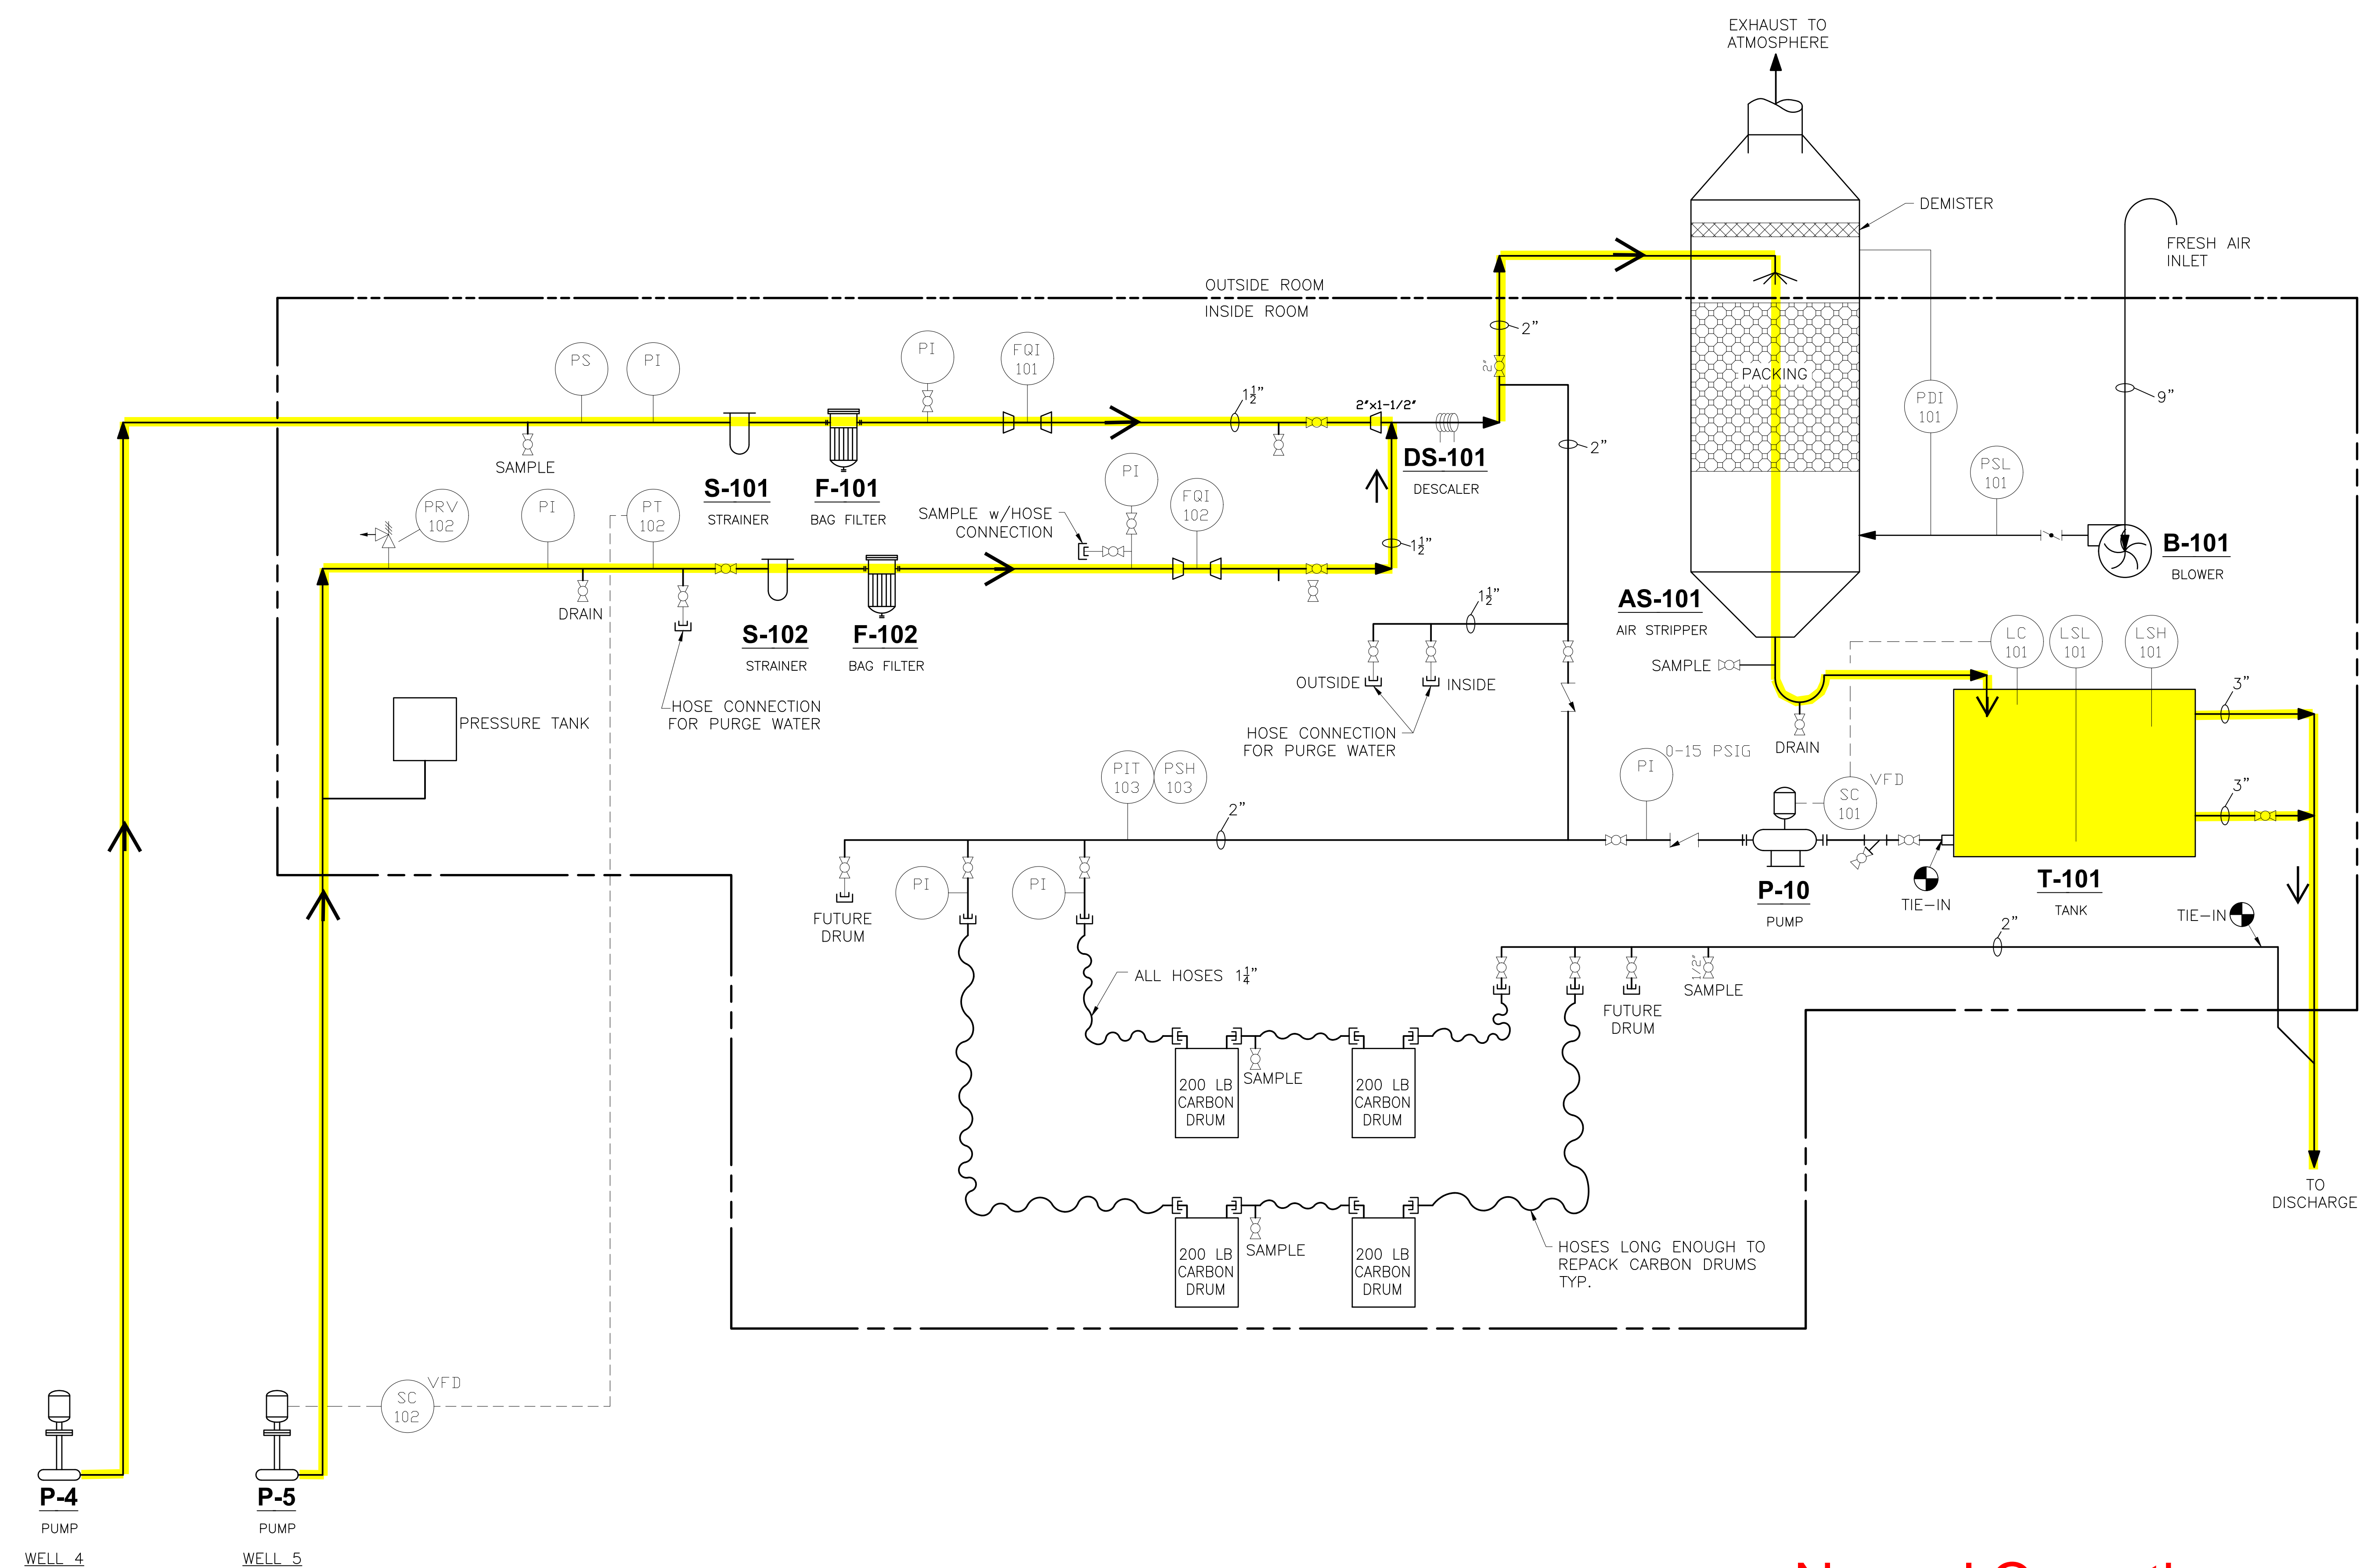 EXHAUST TO
ATMOSPHERE
DEMISTER
FRESH AIR
INLET
OUTSIDE ROOM
INSIDE ROOM
2"
2"
PS
PI
PI
FQI
101
1½"
2"x1-1/2"
PACKING
PDI
101
9"
SAMPLE
S-101
STRAINER
F-101
BAG FILTER
DS-101
DESCALER
2"
PSL
101
PRV
102
PI
PT
102
SAMPLE w/HOSE
CONNECTION
PI
FQI
102
1½"
B-101
BLOWER
DRAIN
S-102
STRAINER
F-102
BAG FILTER
1½"
AS-101
AIR STRIPPER
LC
101
LSL
101
LSH
101
SAMPLE
OUTSIDE
INSIDE
HOSE CONNECTION
FOR PURGE WATER
PRESSURE TANK
HOSE CONNECTION
FOR PURGE WATER
DRAIN
3"
0-15 PSIG
PI
PIT
103
PSH
103
VFD
SC
101
3"
2"
PI
PI
FUTURE
DRUM
P-10
PUMP
TIE-IN
T-101
TANK
TIE-IN
2"
ALL HOSES 1¼"
1/2"
SAMPLE
FUTURE
DRUM
200 LB
CARBON
DRUM
SAMPLE
200 LB
CARBON
DRUM
TO
DISCHARGE
200 LB
CARBON
DRUM
SAMPLE
200 LB
CARBON
DRUM
HOSES LONG ENOUGH TO
REPACK CARBON DRUMS
TYP.
VFD
SC
102
P-4
PUMP
WELL 4
P-5
PUMP
WELL 5